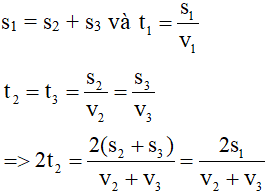 s₁ = s₂ + s₃ và t₁ = s₁/v₁
t₂ = t₃ = s₂/v₂ = s₃/v₃
=> 2t₂ = 2(s₂ + s₃)/(v₂ + v₃) = 2s₁/(v₂ + v₃)